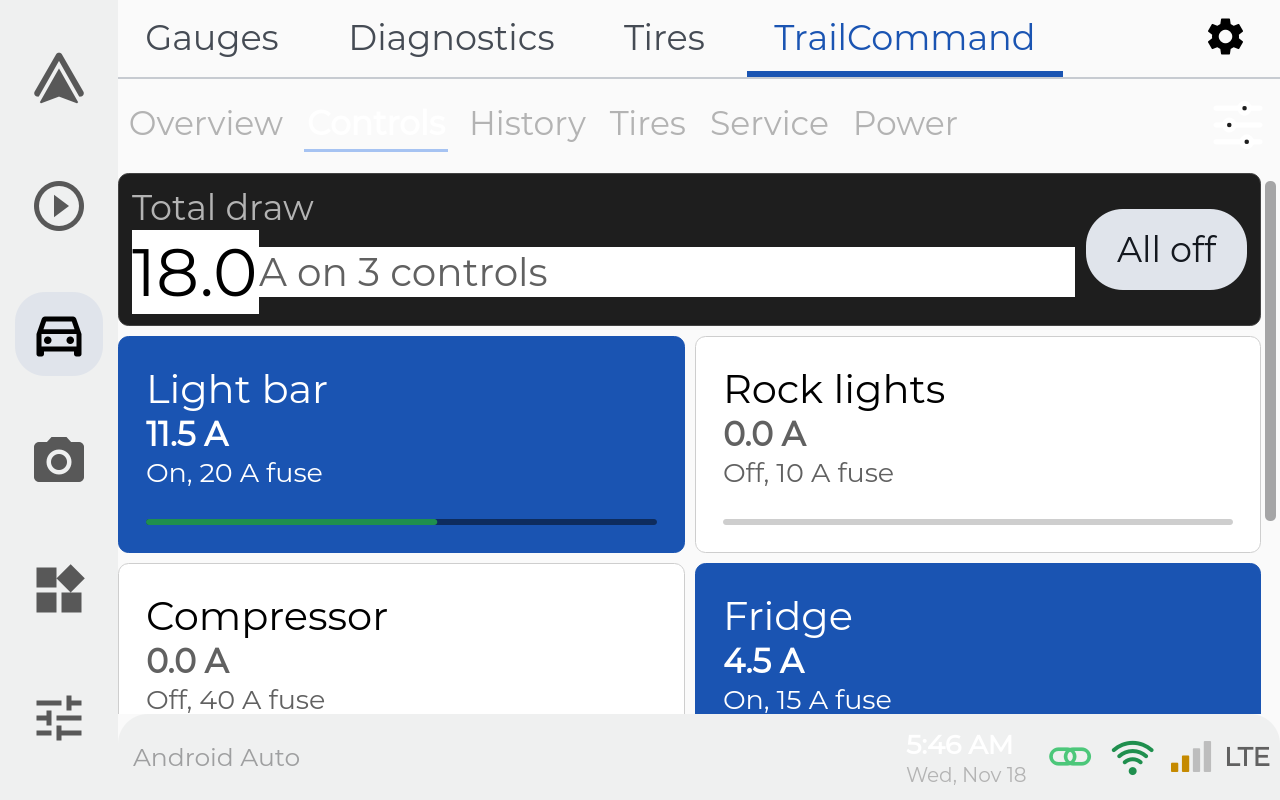 Gauges Diagnostics Tires TrailCommand
Overview Controls History Tires Service Power
Total draw
18.0 A on 3 controls
All off
Light bar
11.5 A
On, 20 A fuse
Rock lights
0.0 A
Off, 10 A fuse
Compressor
0.0 A
Off, 40 A fuse
Fridge
4.5 A
On, 15 A fuse
Android Auto
5:46 AM
Wed, Nov 18
LTE